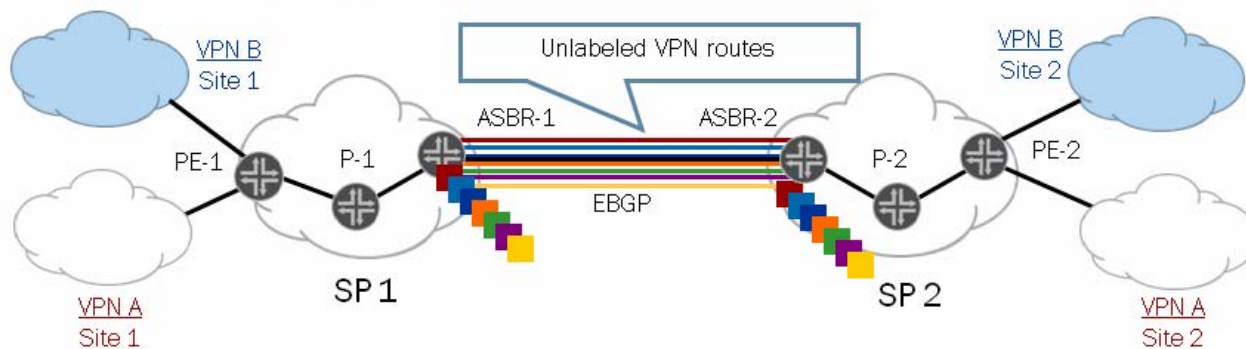 VPN B
Site 1
Unlabeled VPN routes
VPN B
Site 2
ASBR-1
ASBR-2
PE-1
P-1
P-2
PE-2
EBGP
SP 1
SP 2
VPN A
Site 1
VPN A
Site 2